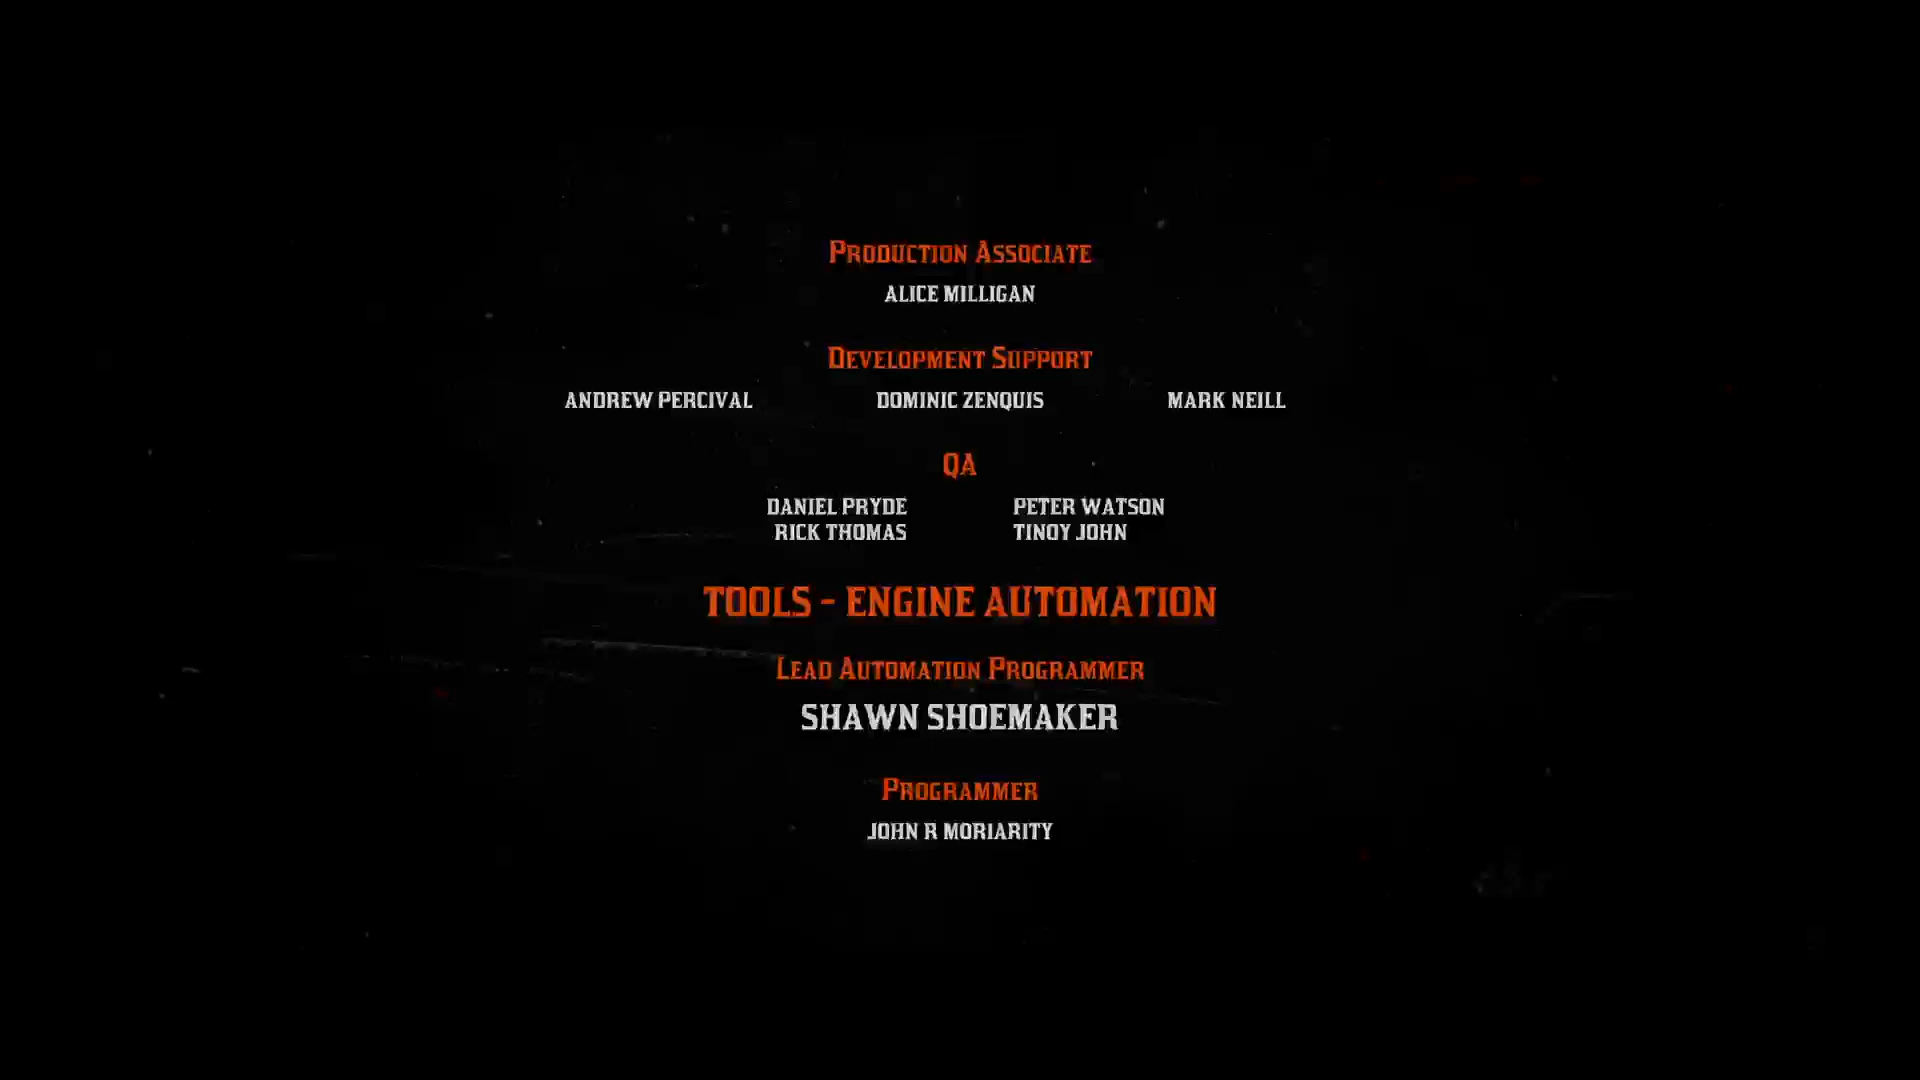 Production Associate
ALICE MILLIGAN
Development Support
ANDREW PERCIVAL DOMINIC ZENQUIS MARK NEILL
QA
DANIEL PRYDE PETER WATSON
RICK THOMAS TINOY JOHN
TOOLS - ENGINE AUTOMATION
Lead Automation Programmer
SHAWN SHOEMAKER
Programmer
JOHN R MORIARITY